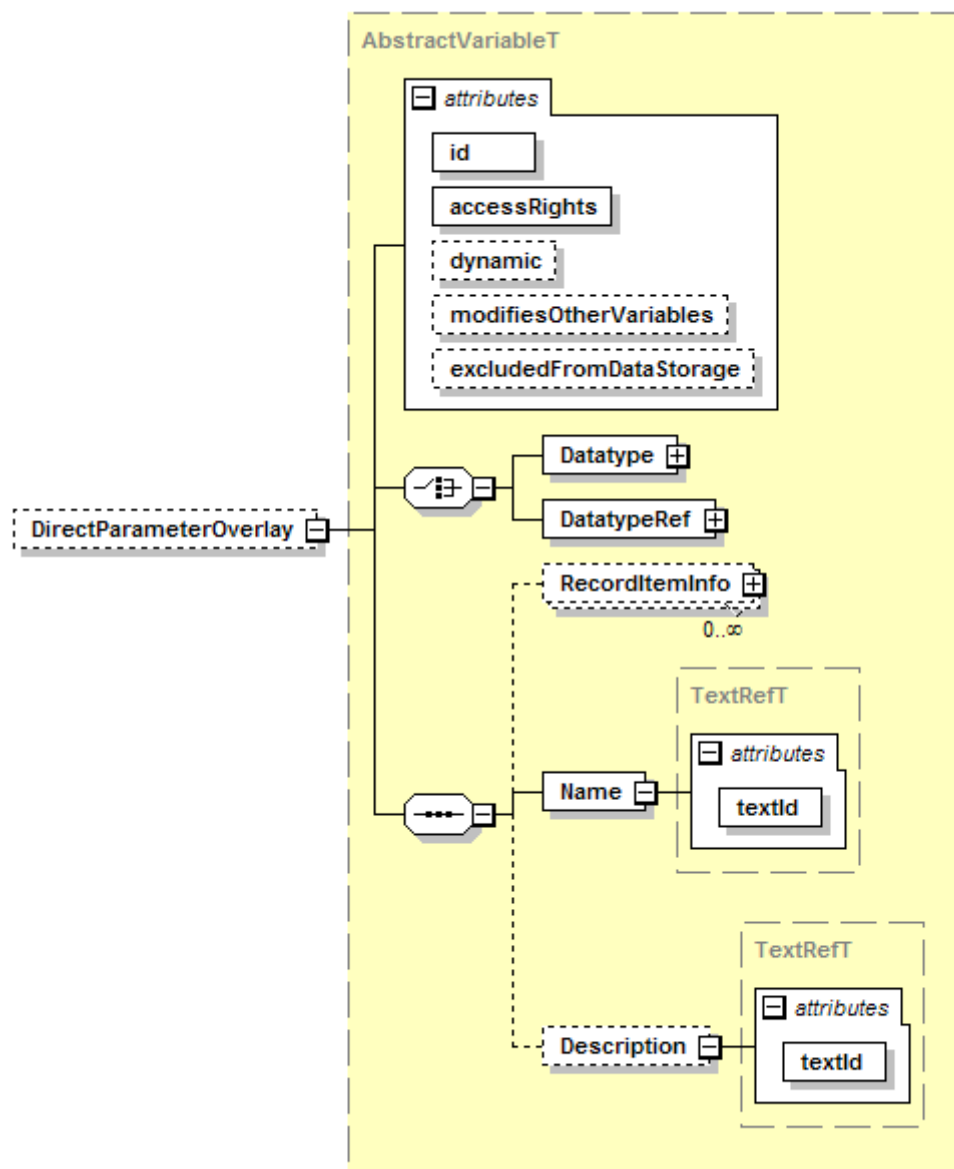 AbstractVariableT
attributes
id
accessRights
dynamic
modifiesOtherVariables
excludedFromDataStorage
Datatype
DatatypeRef
DirectParameterOverlay
RecordItemInfo
0..∞
TextRefT
attributes
Name
textId
TextRefT
attributes
Description
textId